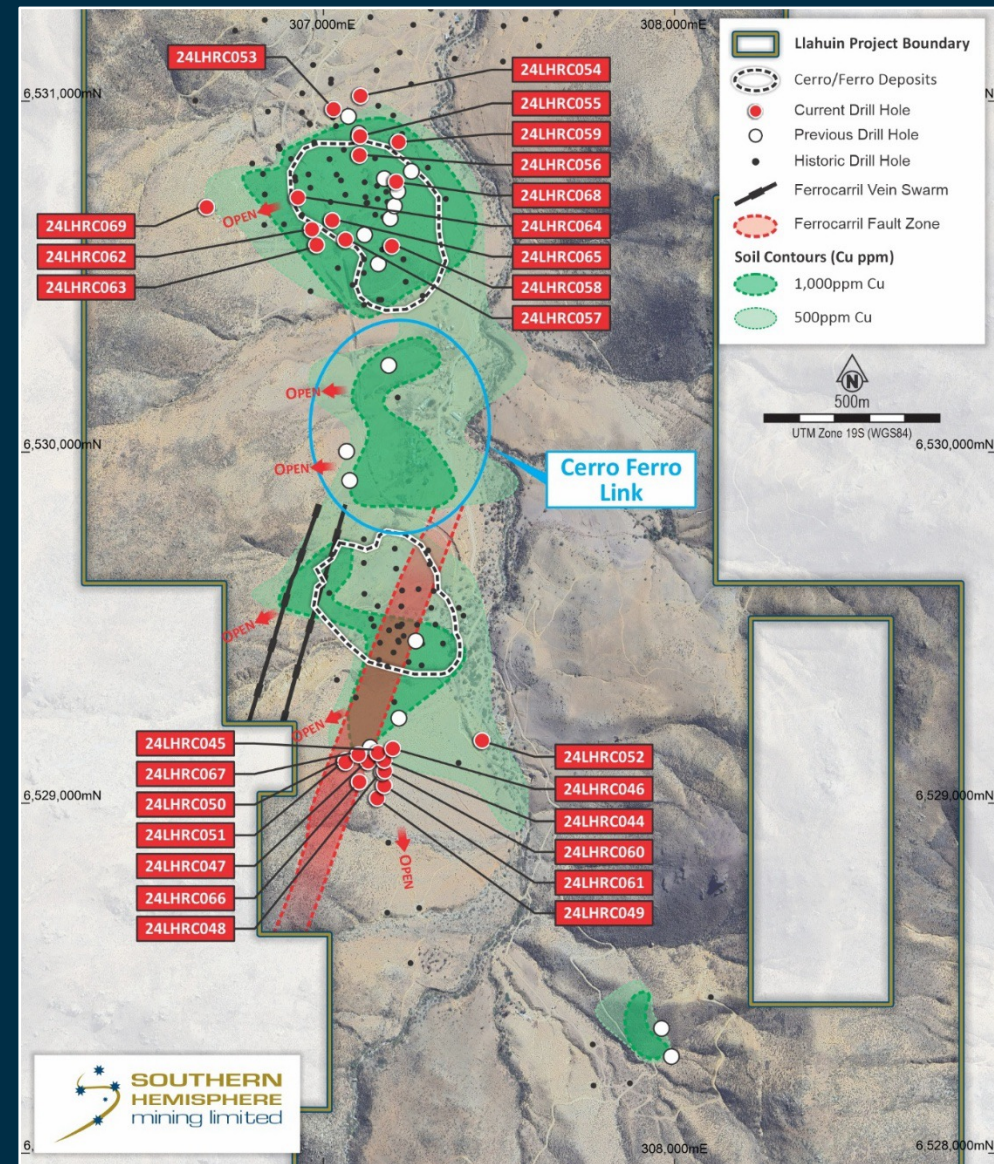 307,000mE
308,000mE
Llahuin Project Boundary
Cerro/Ferro Deposits
Current Drill Hole
Previous Drill Hole
Historic Drill Hole
Ferrocarril Vein Swarm
Ferrocarril Fault Zone
Soil Contours (Cu ppm)
1,000ppm Cu
500ppm Cu
N
500m
UTM Zone 19S (WGS84)
24LHRC053
24LHRC054
6,531,000mN
24LHRC055
24LHRC059
24LHRC056
24LHRC068
24LHRC069
OPEN
24LHRC064
24LHRC062
24LHRC065
24LHRC063
24LHRC058
24LHRC057
OPEN
6,530,000mN
6,530,000mN
OPEN
Cerro Ferro
Link
OPEN
OPEN
24LHRC045
24LHRC052
24LHRC067
24LHRC046
24LHRC050
6,529,000mN
6,529,000mN
24LHRC044
24LHRC051
24LHRC060
24LHRC047
OPEN
24LHRC061
24LHRC066
24LHRC049
24LHRC048
SOUTHERN
HEMISPHERE
mining limited
308,000mE
6,528,000mN